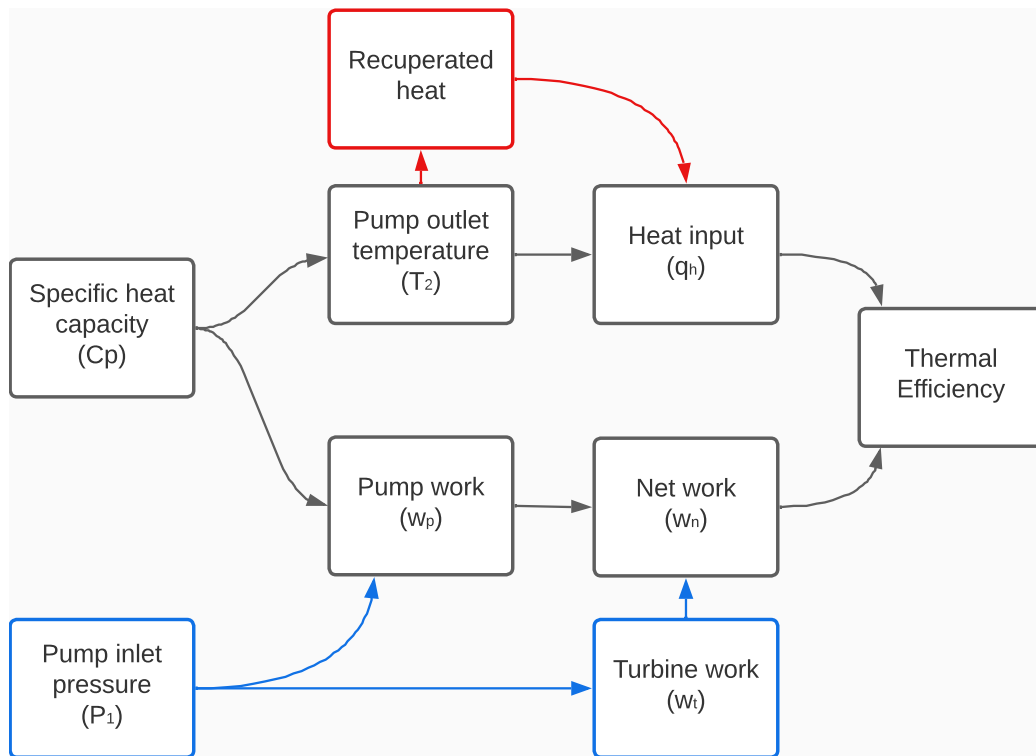 Recuperated
heat
Pump outlet
temperature
(T₂)
Heat input
(qₕ)
Specific heat
capacity
(Cp)
Thermal
Efficiency
Pump work
(wₚ)
Net work
(wₙ)
Pump inlet
pressure
(P₁)
Turbine work
(wₜ)